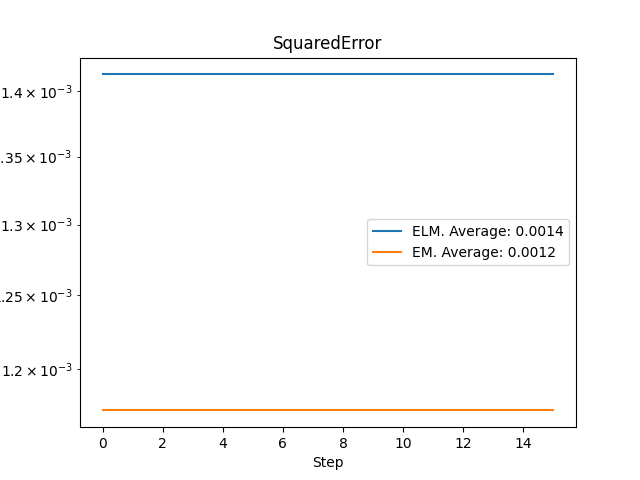 SquaredError
1.4 × 10⁻³
.35 × 10⁻³
1.3 × 10⁻³
.25 × 10⁻³
1.2 × 10⁻³
ELM. Average: 0.0014
EM. Average: 0.0012
0 2 4 6 8 10 12 14
Step